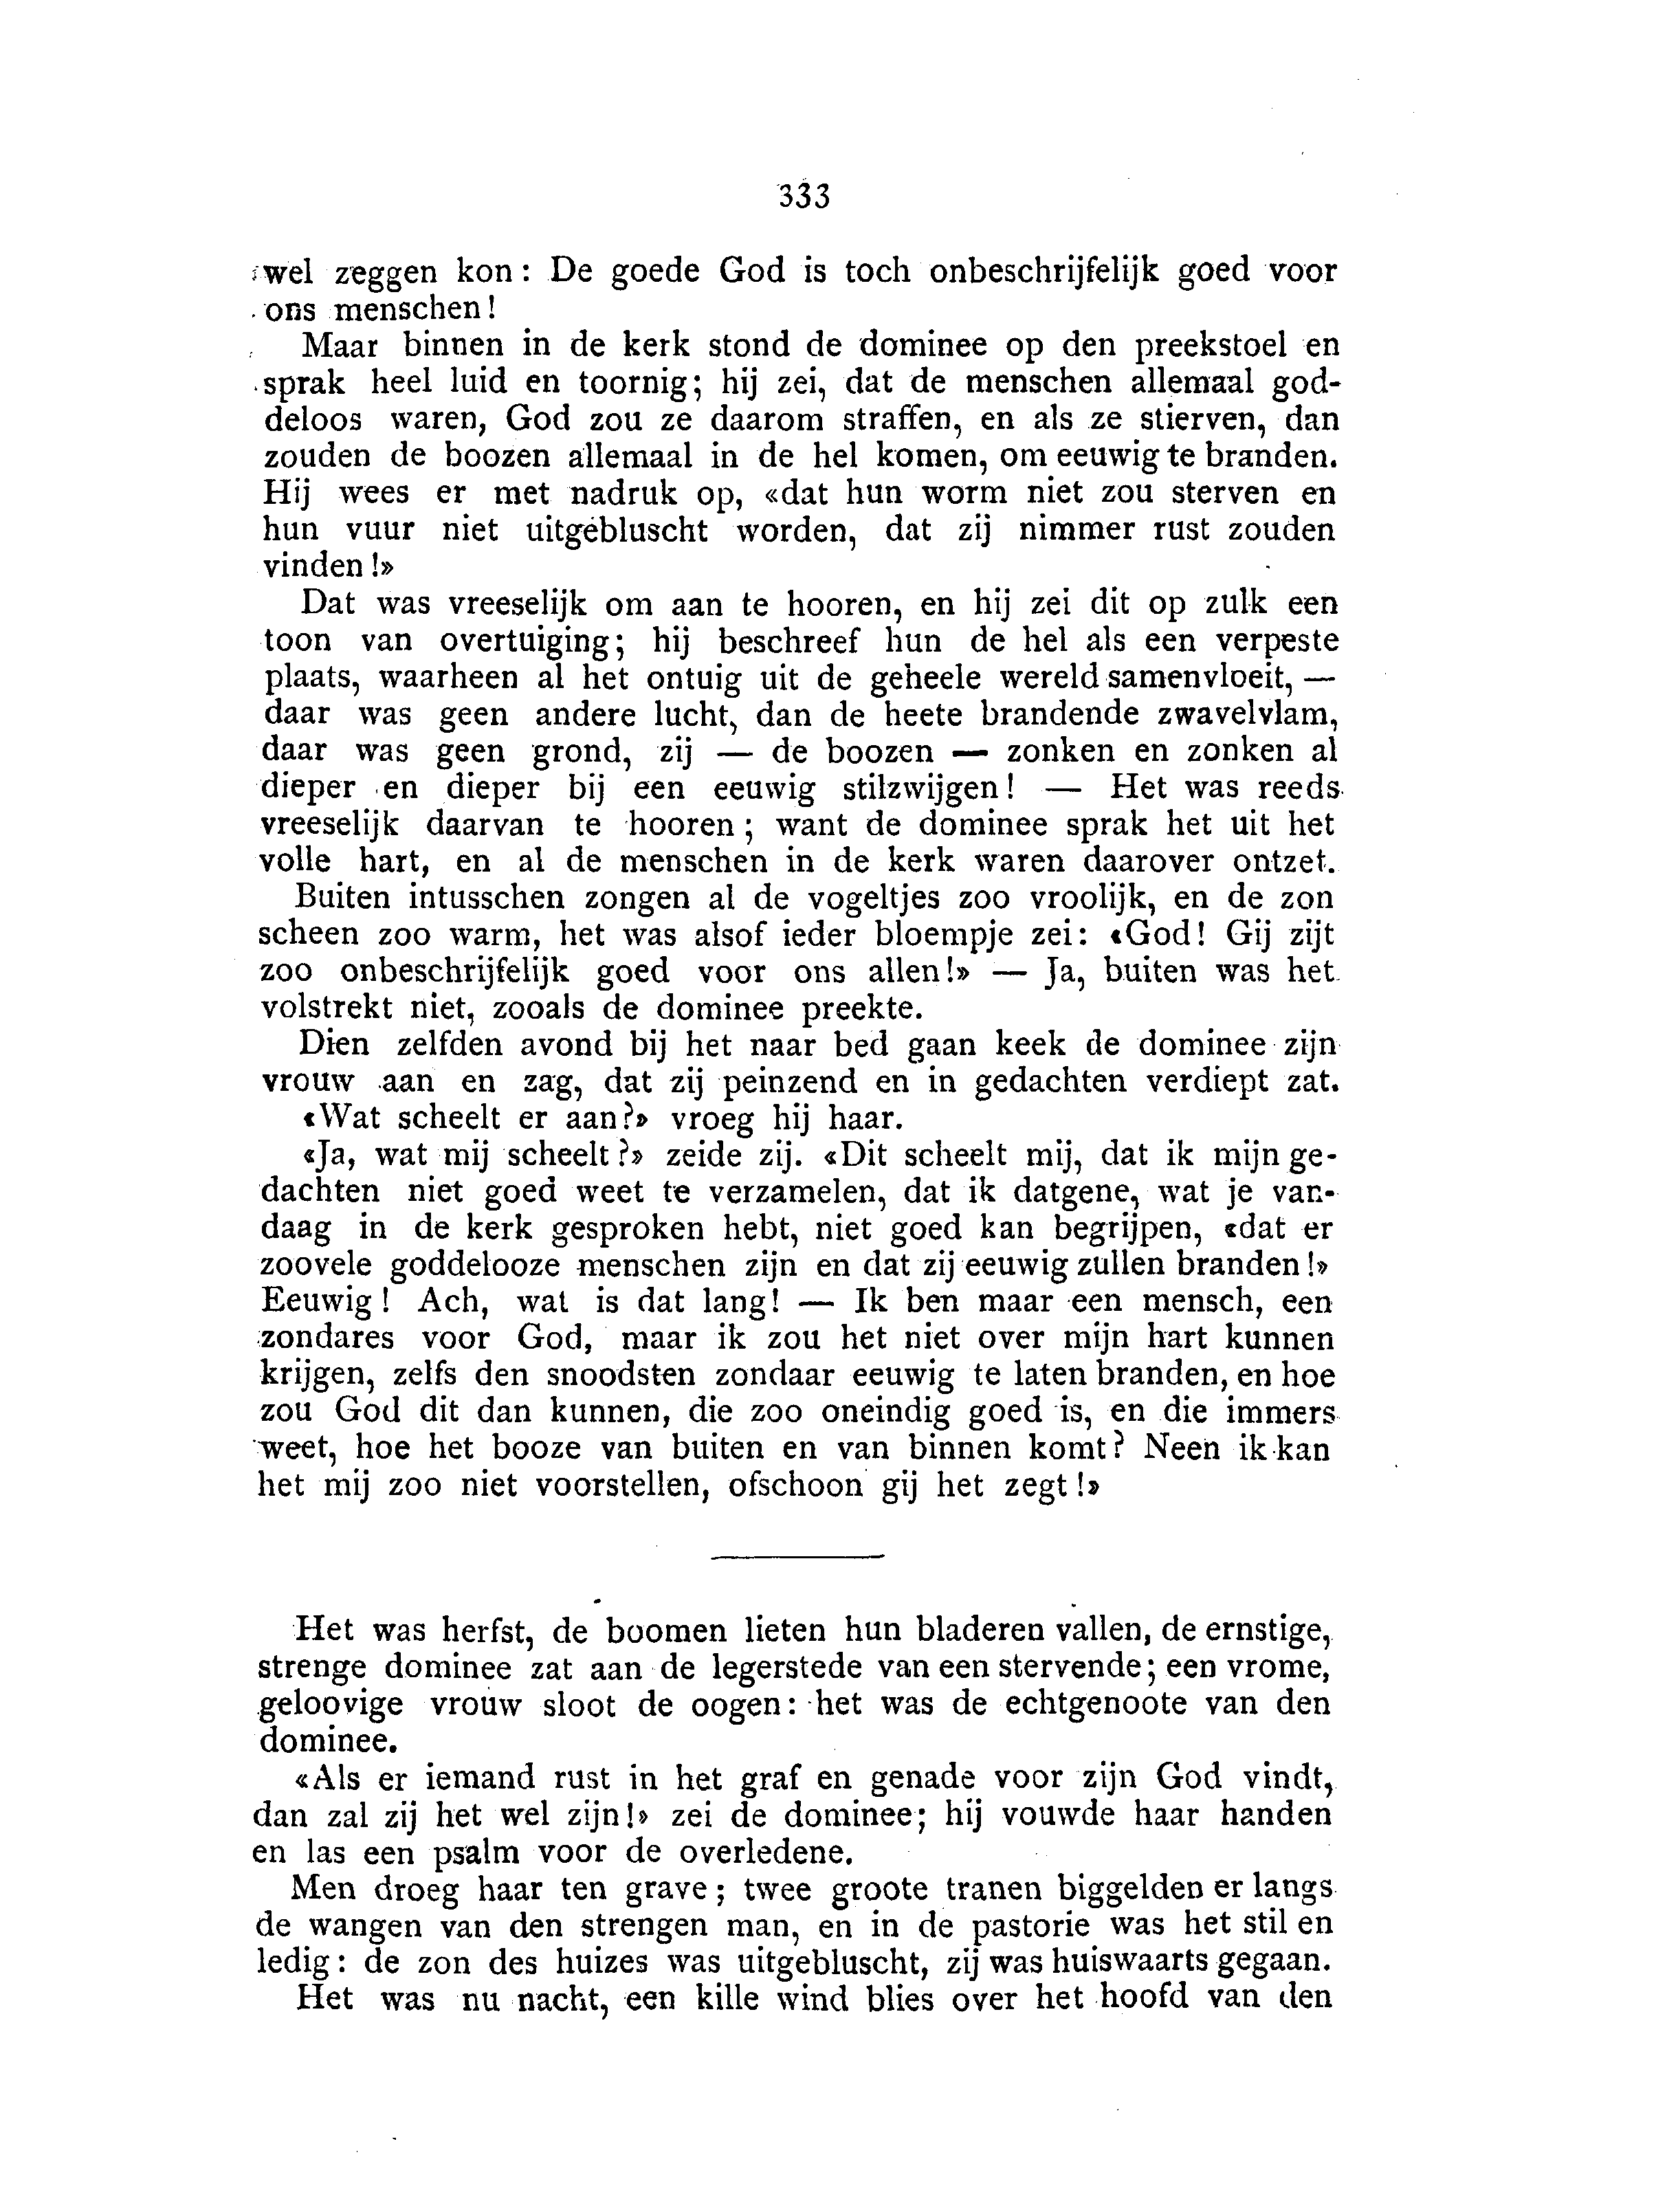 333
wel zeggen kon: De goede God is toch onbeschrijfelijk goed voor
ons menschen!
Maar binnen in de kerk stond de dominee op den preekstoel en
sprak heel luid en toornig; hij zei, dat de menschen allemaal god-
deloos waren, God zou ze daarom straffen, en als ze stierven, dan
zouden de boozen allemaal in de hel komen, om eeuwig te branden.
Hij wees er met nadruk op, «dat hun worm niet zou sterven en
hun vuur niet uitgebluscht worden, dat zij nimmer rust zouden
vinden!»
Dat was vreeselijk om aan te hooren, en hij zei dit op zulk een
toon van overtuiging; hij beschreef hun de hel als een verpeste
plaats, waarheen al het ontuig uit de geheele wereld samenvloeit, —
daar was geen andere lucht, dan de heete brandende zwavelvlam,
daar was geen grond, zij — de boozen — zonken en zonken al
dieper en dieper bij een eeuwig stilzwijgen! — Het was reeds
vreeselijk daarvan te hooren; want de dominee sprak het uit het
volle hart, en al de menschen in de kerk waren daarover ontzet.
Buiten intusschen zongen al de vogeltjes zoo vroolijk, en de zon
scheen zoo warm, het was alsof ieder bloempje zei: «God! Gij zijt
zoo onbeschrijfelijk goed voor ons allen!» — Ja, buiten was het
volstrekt niet, zooals de dominee preekte.
Dien zelfden avond bij het naar bed gaan keek de dominee zijn
vrouw aan en zag, dat zij peinzend en in gedachten verdiept zat.
«Wat scheelt er aan?» vroeg hij haar.
«Ja, wat mij scheelt?» zeide zij. «Dit scheelt mij, dat ik mijn ge-
dachten niet goed weet te verzamelen, dat ik datgene, wat je van-
daag in de kerk gesproken hebt, niet goed kan begrijpen, «dat er
zoovele goddelooze menschen zijn en dat zij eeuwig zullen branden!»
Eeuwig! Ach, wat is dat lang! — Ik ben maar een mensch, een
zondares voor God, maar ik zou het niet over mijn hart kunnen
krijgen, zelfs den snoodsten zondaar eeuwig te laten branden, en hoe
zou God dit dan kunnen, die zoo oneindig goed is, en die immers
weet, hoe het booze van buiten en van binnen komt? Neen ik kan
het mij zoo niet voorstellen, ofschoon gij het zegt!»
Het was herfst, de boomen lieten hun bladeren vallen, de ernstige,
strenge dominee zat aan de legerstede van een stervende; een vrome,
geloovige vrouw sloot de oogen: het was de echtgenoote van den
dominee.
«Als er iemand rust in het graf en genade voor zijn God vindt,
dan zal zij het wel zijn!» zei de dominee; hij vouwde haar handen
en las een psalm voor de overledene.
Men droeg haar ten grave; twee groote tranen biggelden er langs
de wangen van den strengen man, en in de pastorie was het stil en
ledig: de zon des huizes was uitgebluscht, zij was huiswaarts gegaan.
Het was nu nacht, een kille wind blies over het hoofd van den